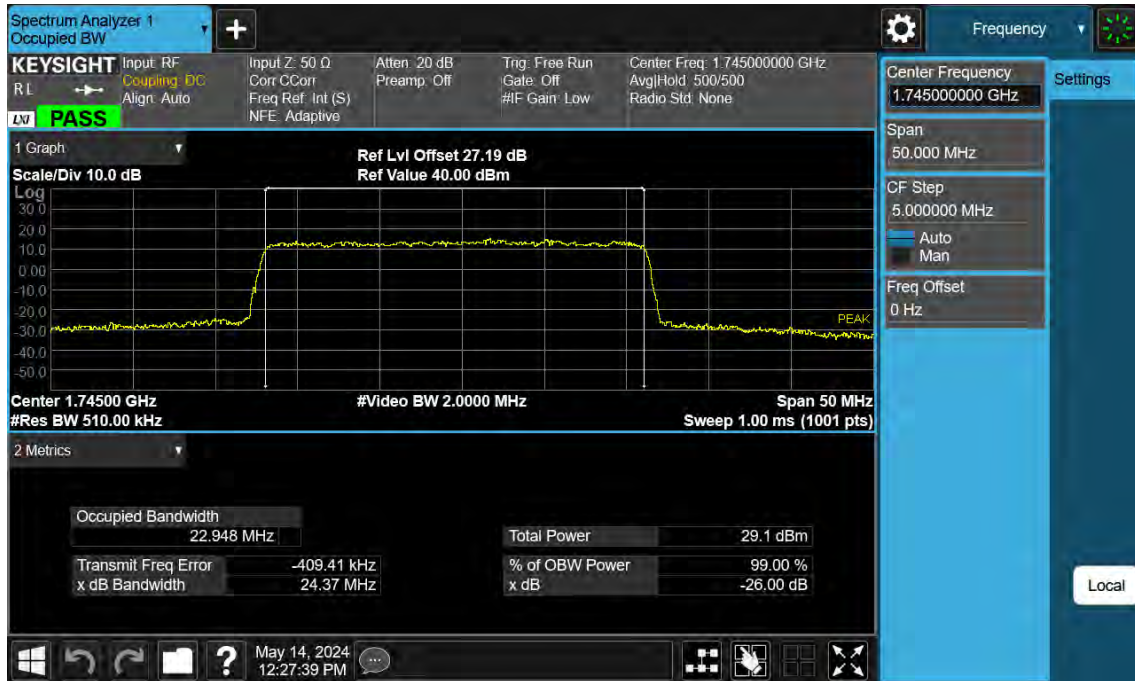 Spectrum Analyzer 1
Occupied BW
+
Frequency
KEYSIGHT
RL
LXI
PASS
Input: RF
Coupling: DC
Align: Auto
Input Z: 50 Ω
Corr CCorr
Freq Ref: Int (S)
NFE: Adaptive
Atten: 20 dB
Preamp: Off
Trig: Free Run
Gate: Off
#IF Gain: Low
Center Freq: 1.745000000 GHz
Avg|Hold: 500/500
Radio Std: None
1 Graph
Scale/Div 10.0 dB
Ref Lvl Offset 27.19 dB
Ref Value 40.00 dBm
Log
30.0
20.0
10.0
0.00
-10.0
-20.0
-30.0
-40.0
-50.0
PEAK
Center 1.74500 GHz
#Video BW 2.0000 MHz
Span 50 MHz
#Res BW 510.00 kHz
Sweep 1.00 ms (1001 pts)
2 Metrics
Occupied Bandwidth
22.948 MHz
Total Power 29.1 dBm
Transmit Freq Error -409.41 kHz
% of OBW Power 99.00 %
x dB Bandwidth 24.37 MHz
x dB -26.00 dB
?
May 14, 2024
12:27:39 PM
Center Frequency
1.745000000 GHz
Span
50.000 MHz
CF Step
5.000000 MHz
Auto
Man
Freq Offset
0 Hz
Settings
Local